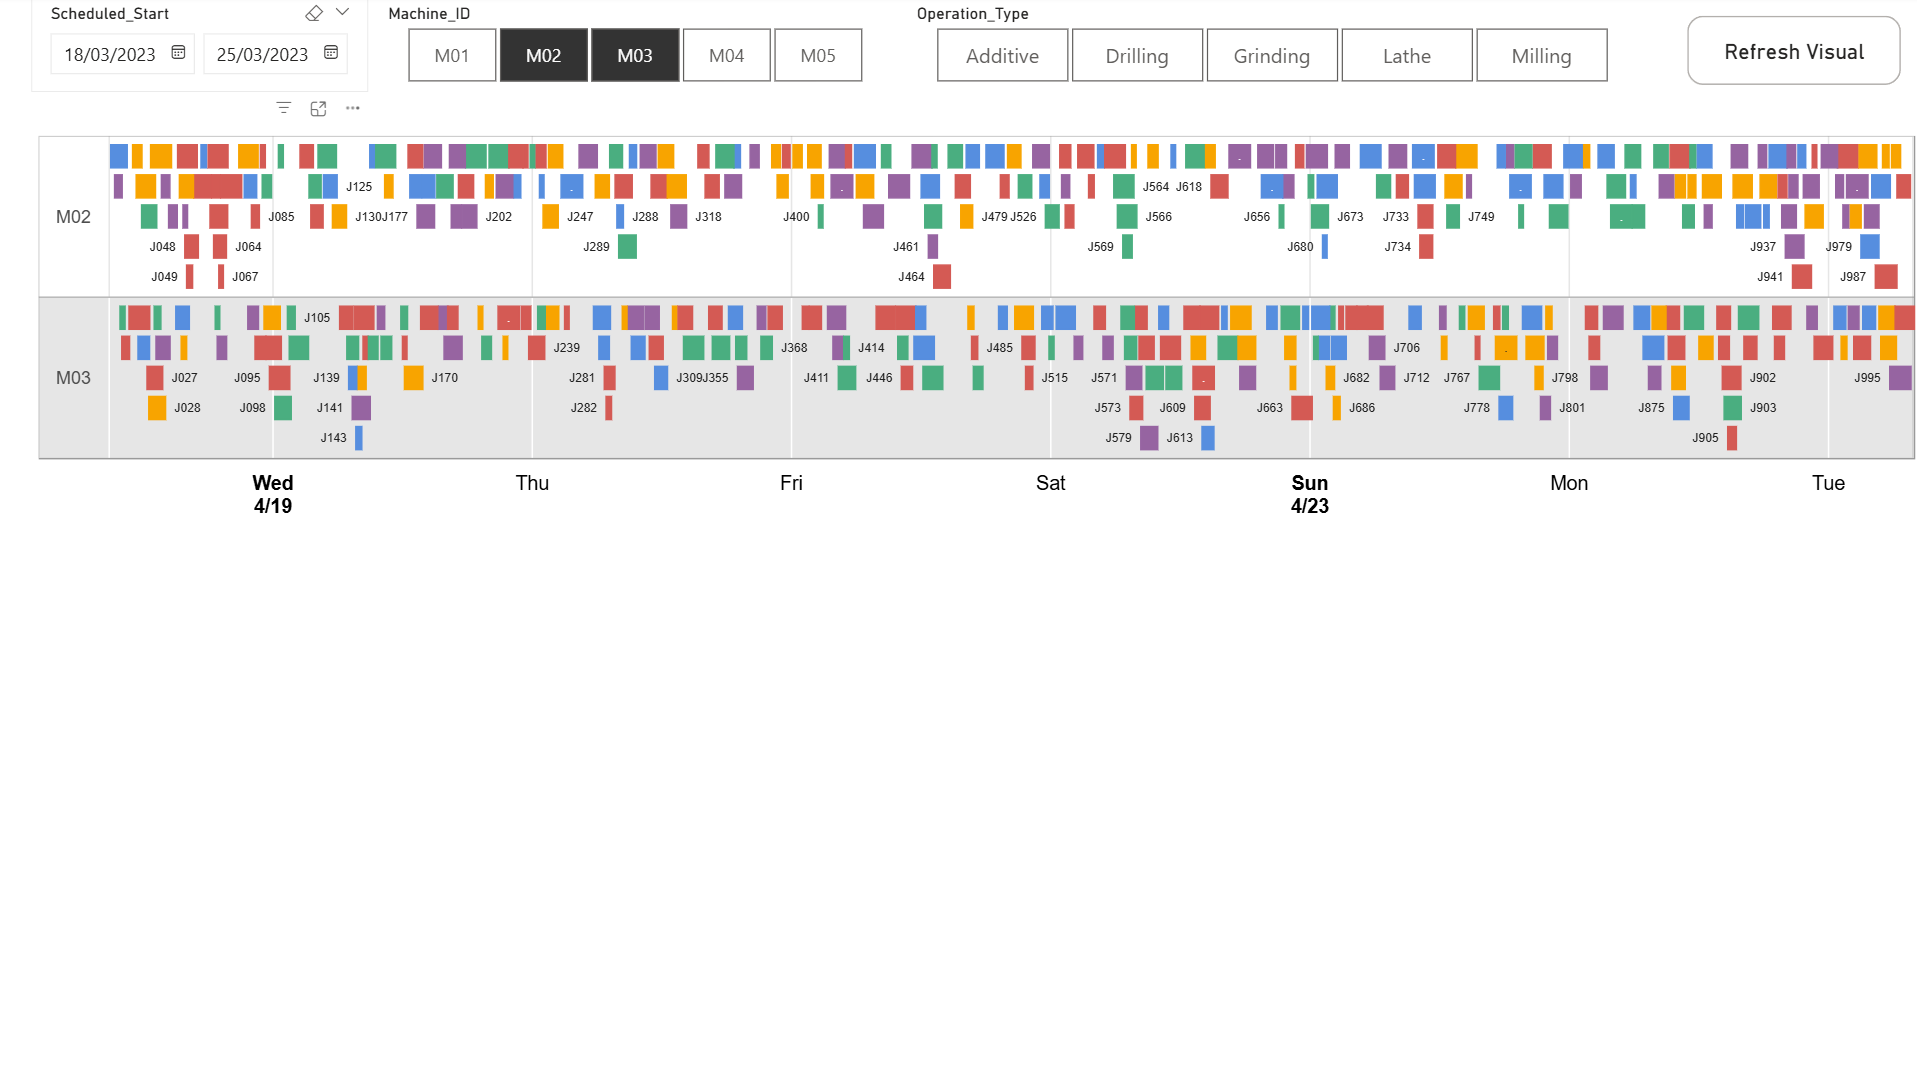 Scheduled_Start
18/03/2023 25/03/2023
Machine_ID
M01 M02 M03 M04 M05
Operation_Type
Additive Drilling Grinding Lathe Milling
Refresh Visual
M02
J125 J564 J618
J085 J130 J177 J202 J247 J288 J318 J400 J479 J526 J566 J656 J673 J733 J749
J048 J064 J289 J461 J569 J680 J734 J937 J979
J049 J067 J464 J941 J987
M03
J105
J239 J368 J414 J485 J706
J027 J095 J139 J170 J281 J309 J355 J411 J446 J515 J571 J682 J712 J767 J798 J902 J995
J028 J098 J141 J282 J573 J609 J663 J686 J778 J801 J875 J903
J143 J579 J613 J905
Wed Thu Fri Sat Sun Mon Tue
4/19 4/23